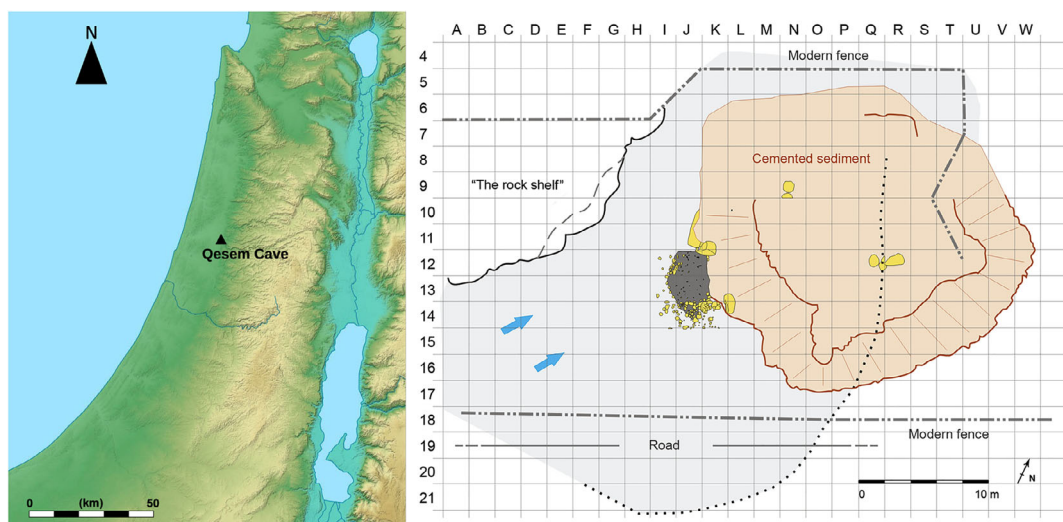 N
Qesem Cave
0 (km) 50
A B C D E F G H I J K L M N O P Q R S T U V W
4
Modern fence
5
6
7
8
Cemented sediment
"The rock shelf"
9
10
11
12
13
14
15
16
17
18
Modern fence
19
Road
20
21
N
0 10 m